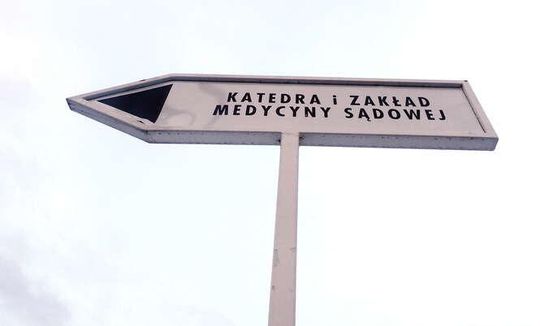 KATEDRA i ZAKŁAD
MEDYCYNY SĄDOWEJ